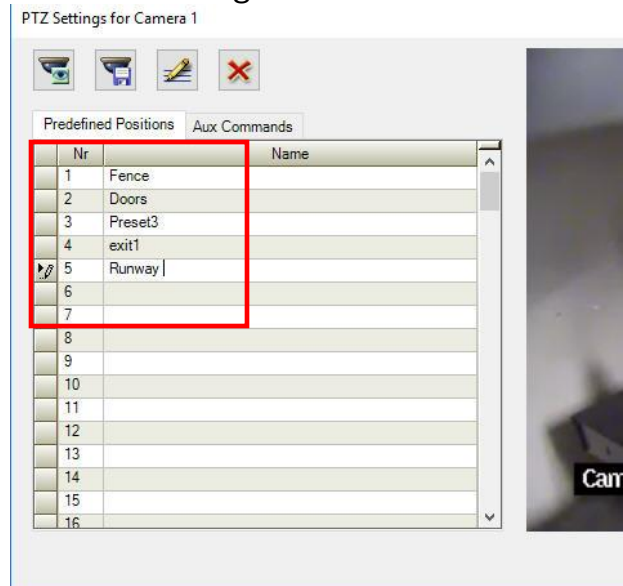 PTZ Settings for Camera 1
Predefined Positions Aux Commands
Nr Name
1 Fence
2 Doors
3 Preset3
4 exit1
5 Runway
6
7
8
9
10
11
12
13
14
15
16
Cam